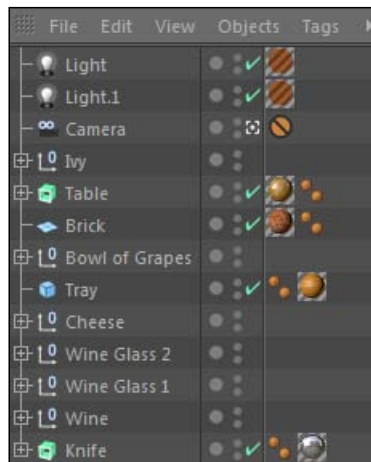 File Edit View Objects Tags
Light
Light.1
Camera
Ivy
Table
Brick
Bowl of Grapes
Tray
Cheese
Wine Glass 2
Wine Glass 1
Wine
Knife